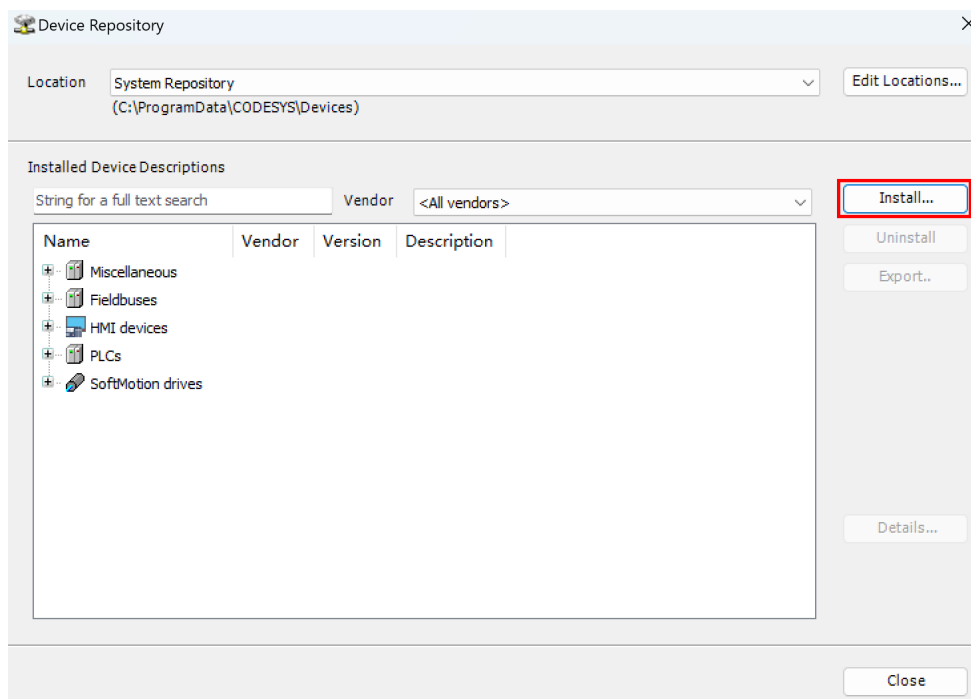 Device Repository
Location System Repository Edit Locations...
(C:\ProgramData\CODESYS\Devices)
Installed Device Descriptions
String for a full text search Vendor <All vendors> Install...
Name Vendor Version Description Uninstall
Miscellaneous Export..
Fieldbuses
HMI devices
PLCs
SoftMotion drives
Details...
Close